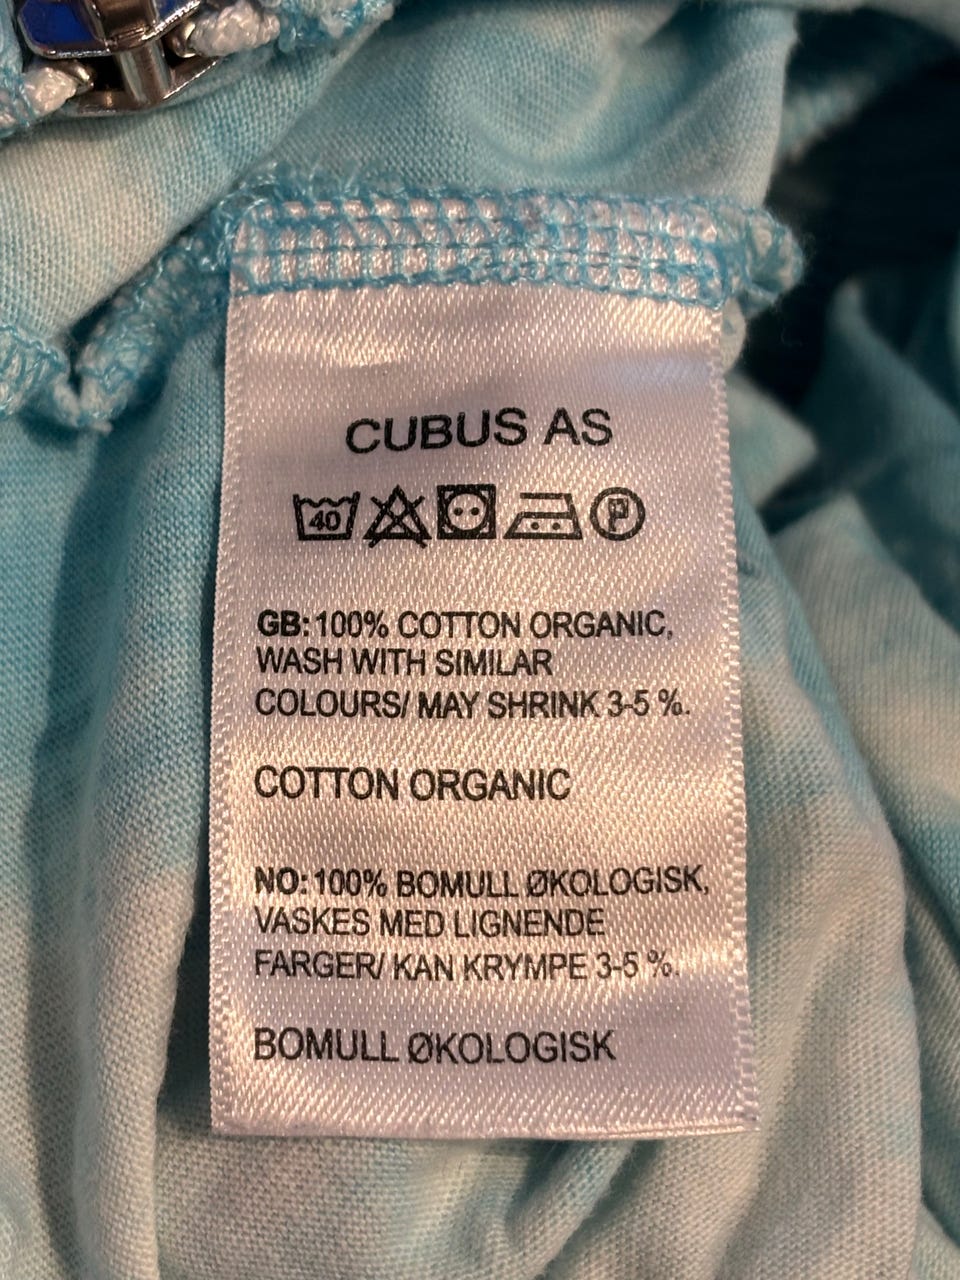 CUBUS AS
40 P
GB: 100% COTTON ORGANIC,
WASH WITH SIMILAR
COLOURS/ MAY SHRINK 3-5 %.
COTTON ORGANIC
NO: 100% BOMULL ØKOLOGISK,
VASKES MED LIGNENDE
FARGER/ KAN KRYMPE 3-5 %.
BOMULL ØKOLOGISK